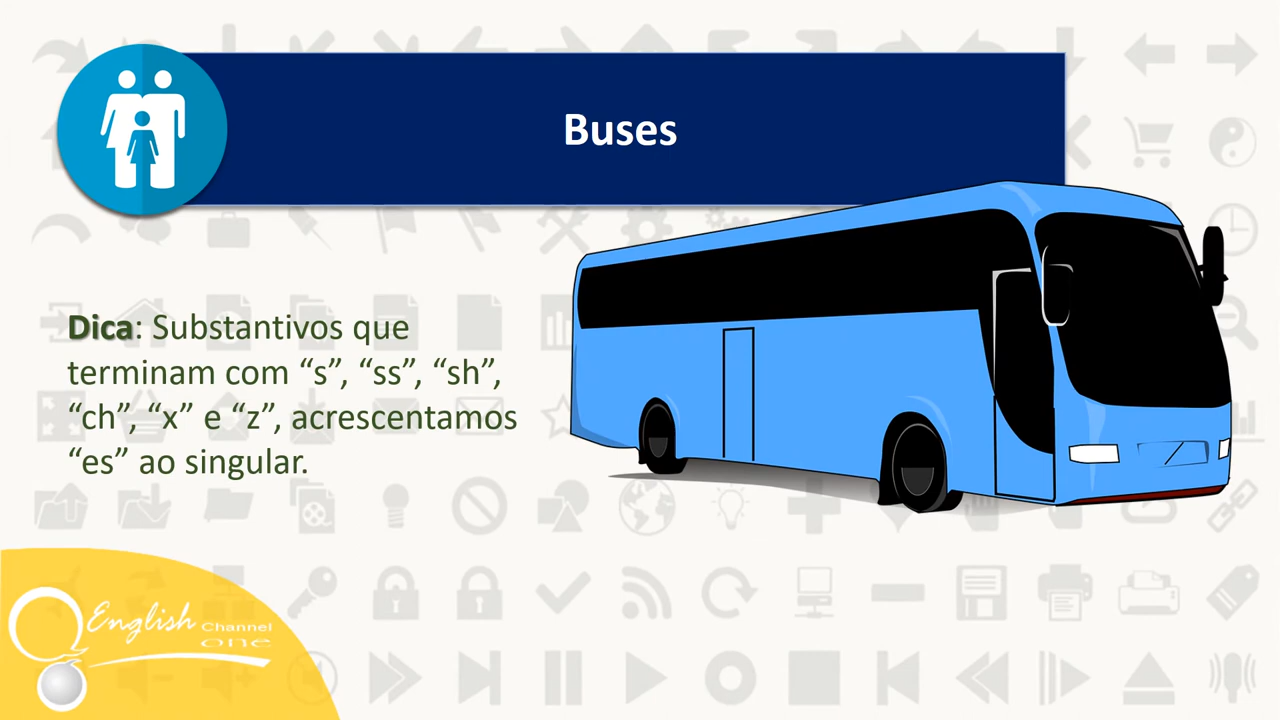 Buses
Dica: Substantivos que
terminam com “s”, “ss”, “sh”,
“ch”, “x” e “z”, acrescentamos
“es” ao singular.
English Channel
one